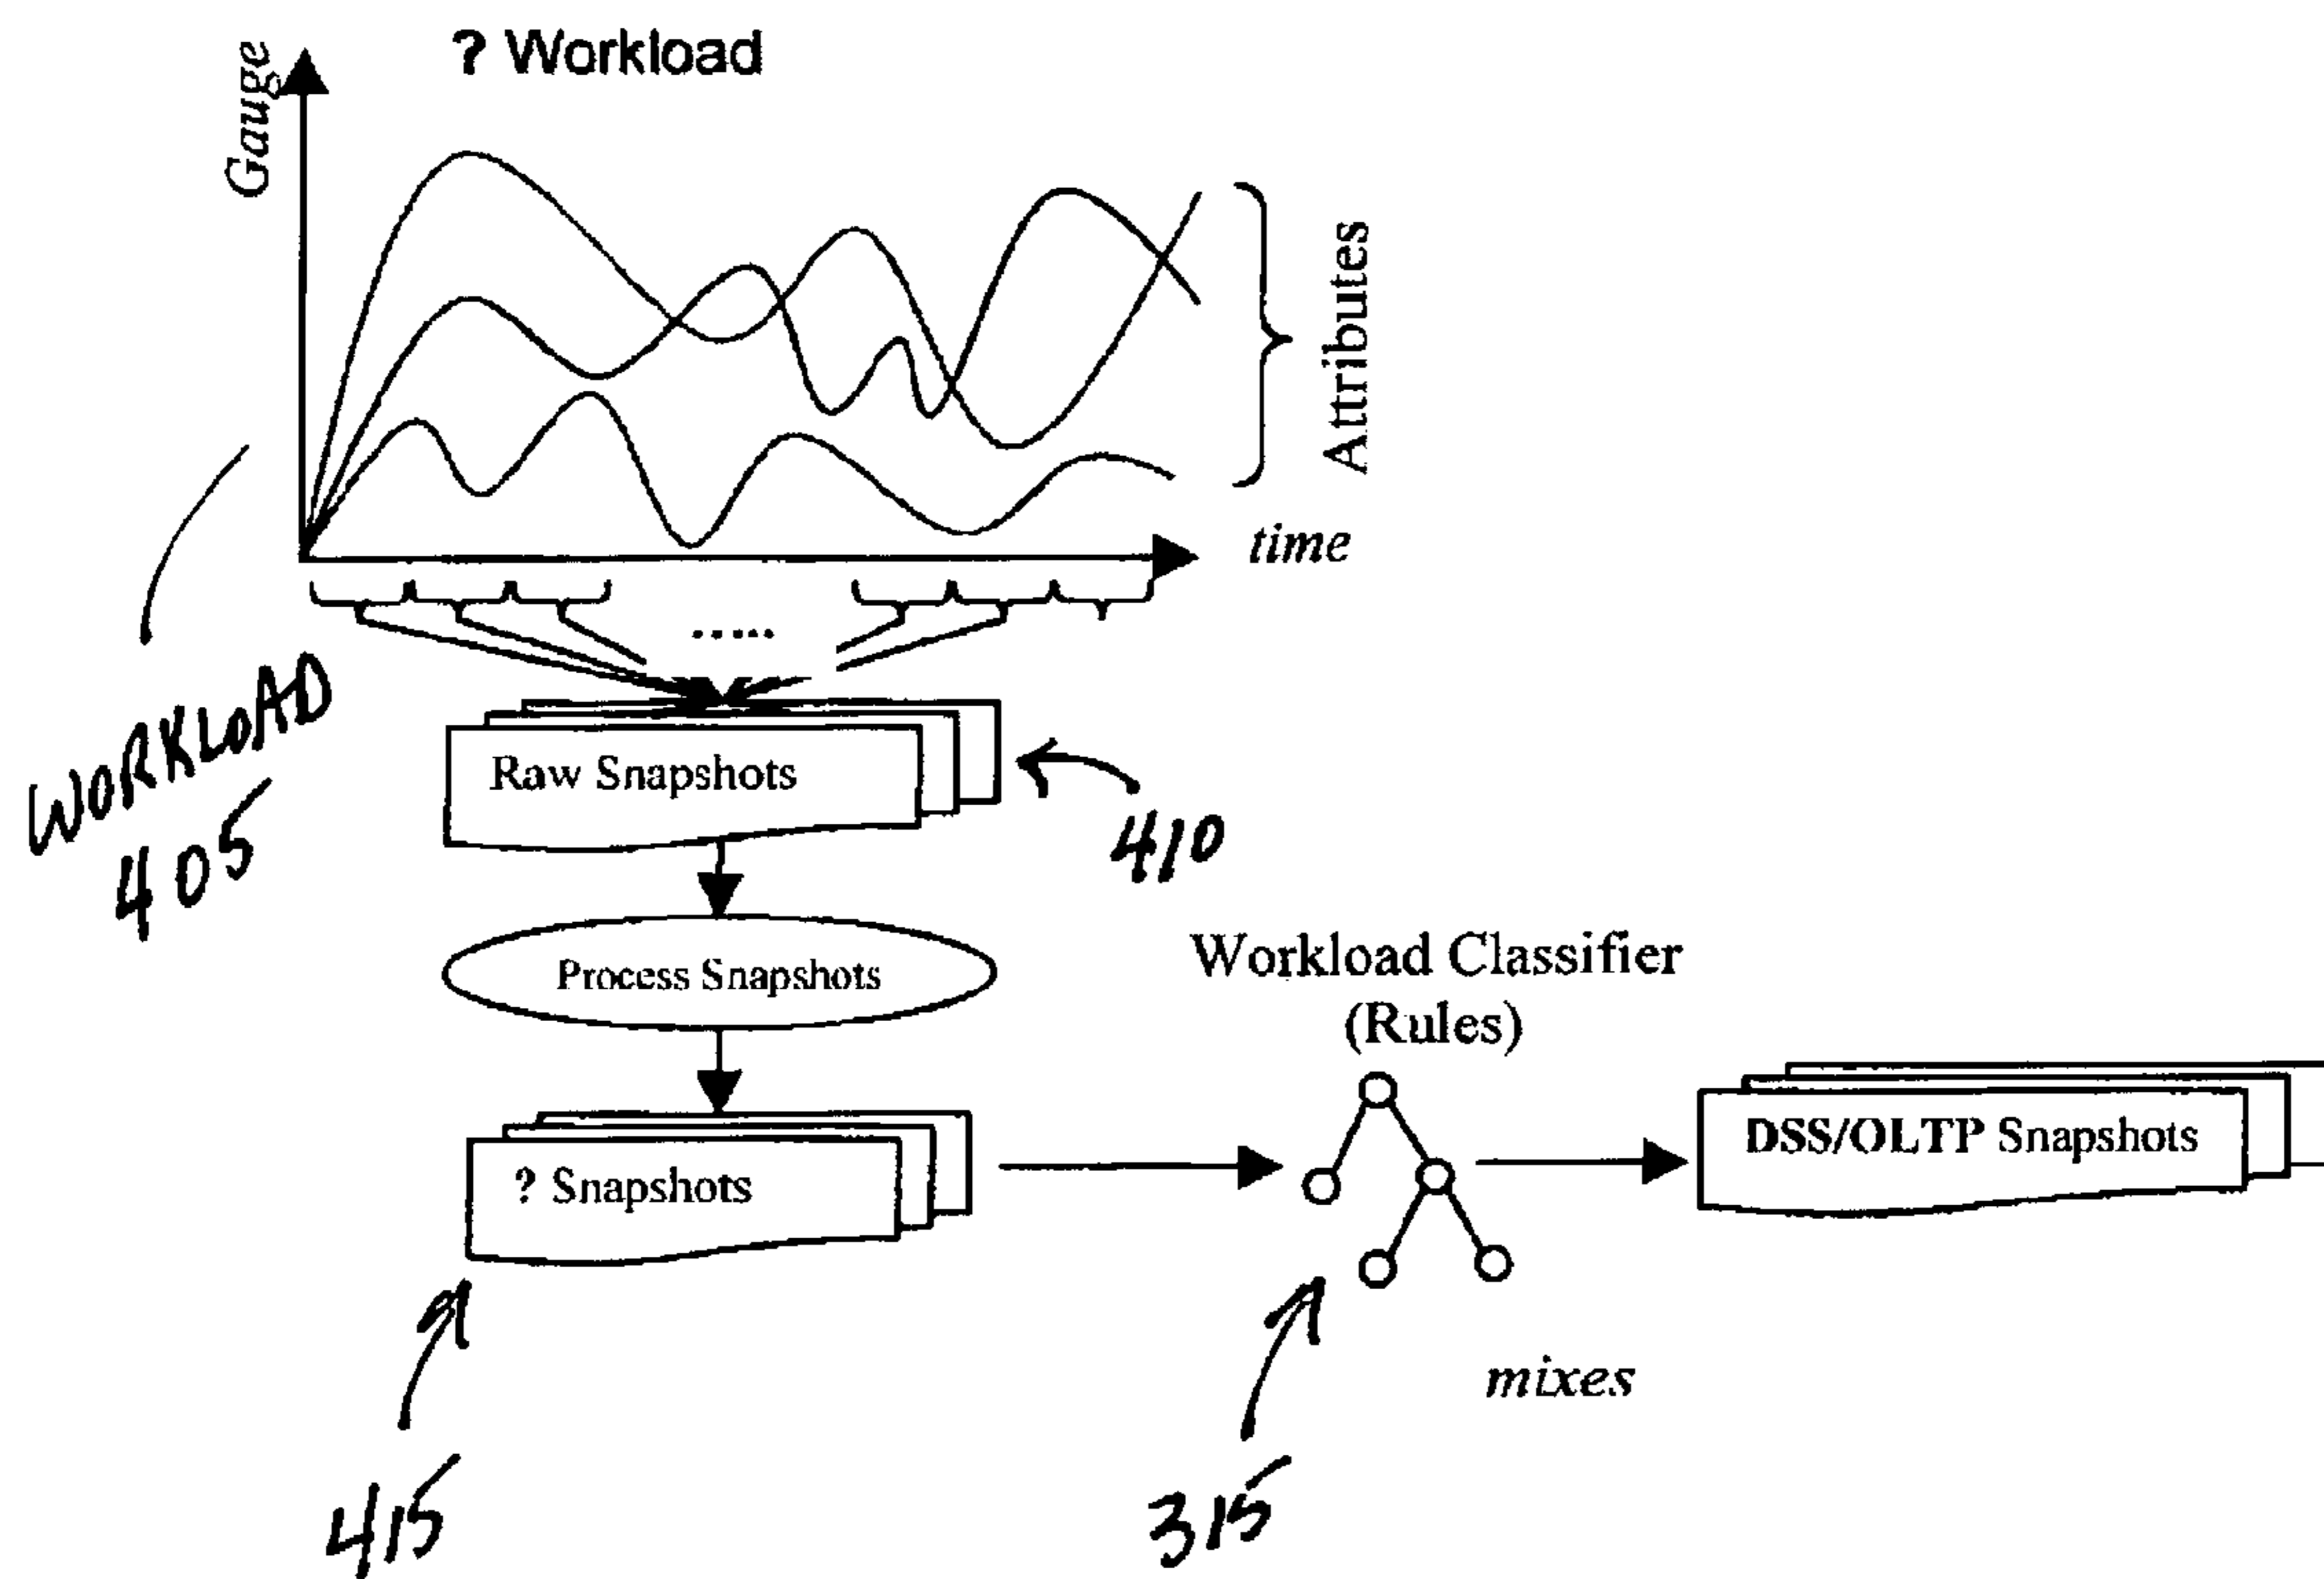 ? Workload
Gauge
Attributes
time
.....
WORKLOAD
405
Raw Snapshots
410
Process Snapshots
Workload Classifier
(Rules)
? Snapshots
DSS/OLTP Snapshots
mixes
415
315